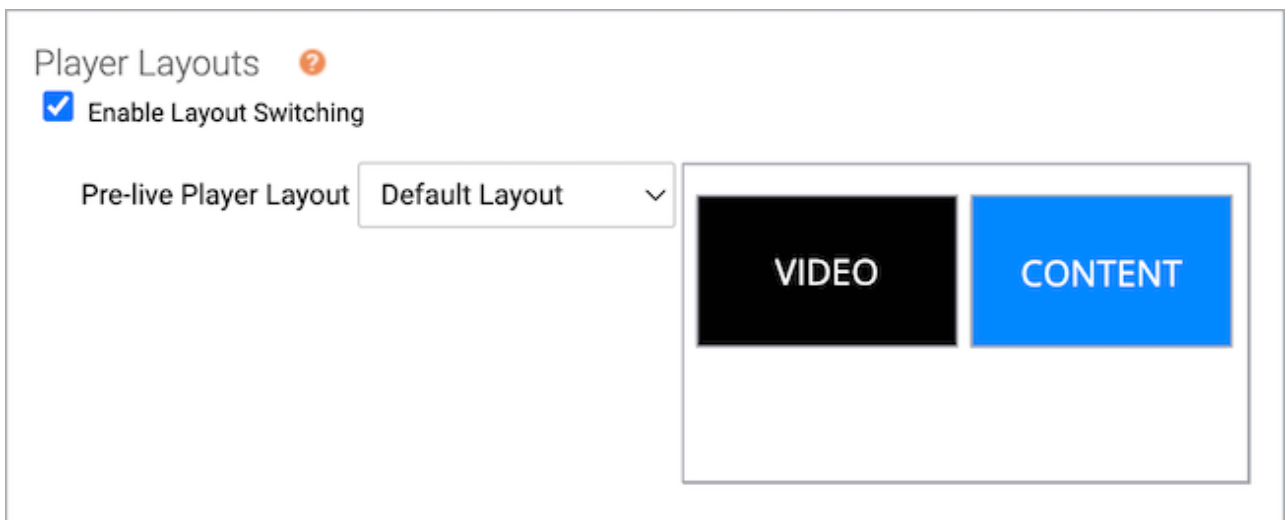 Player Layouts ?
Enable Layout Switching
Pre-live Player Layout Default Layout
VIDEO CONTENT